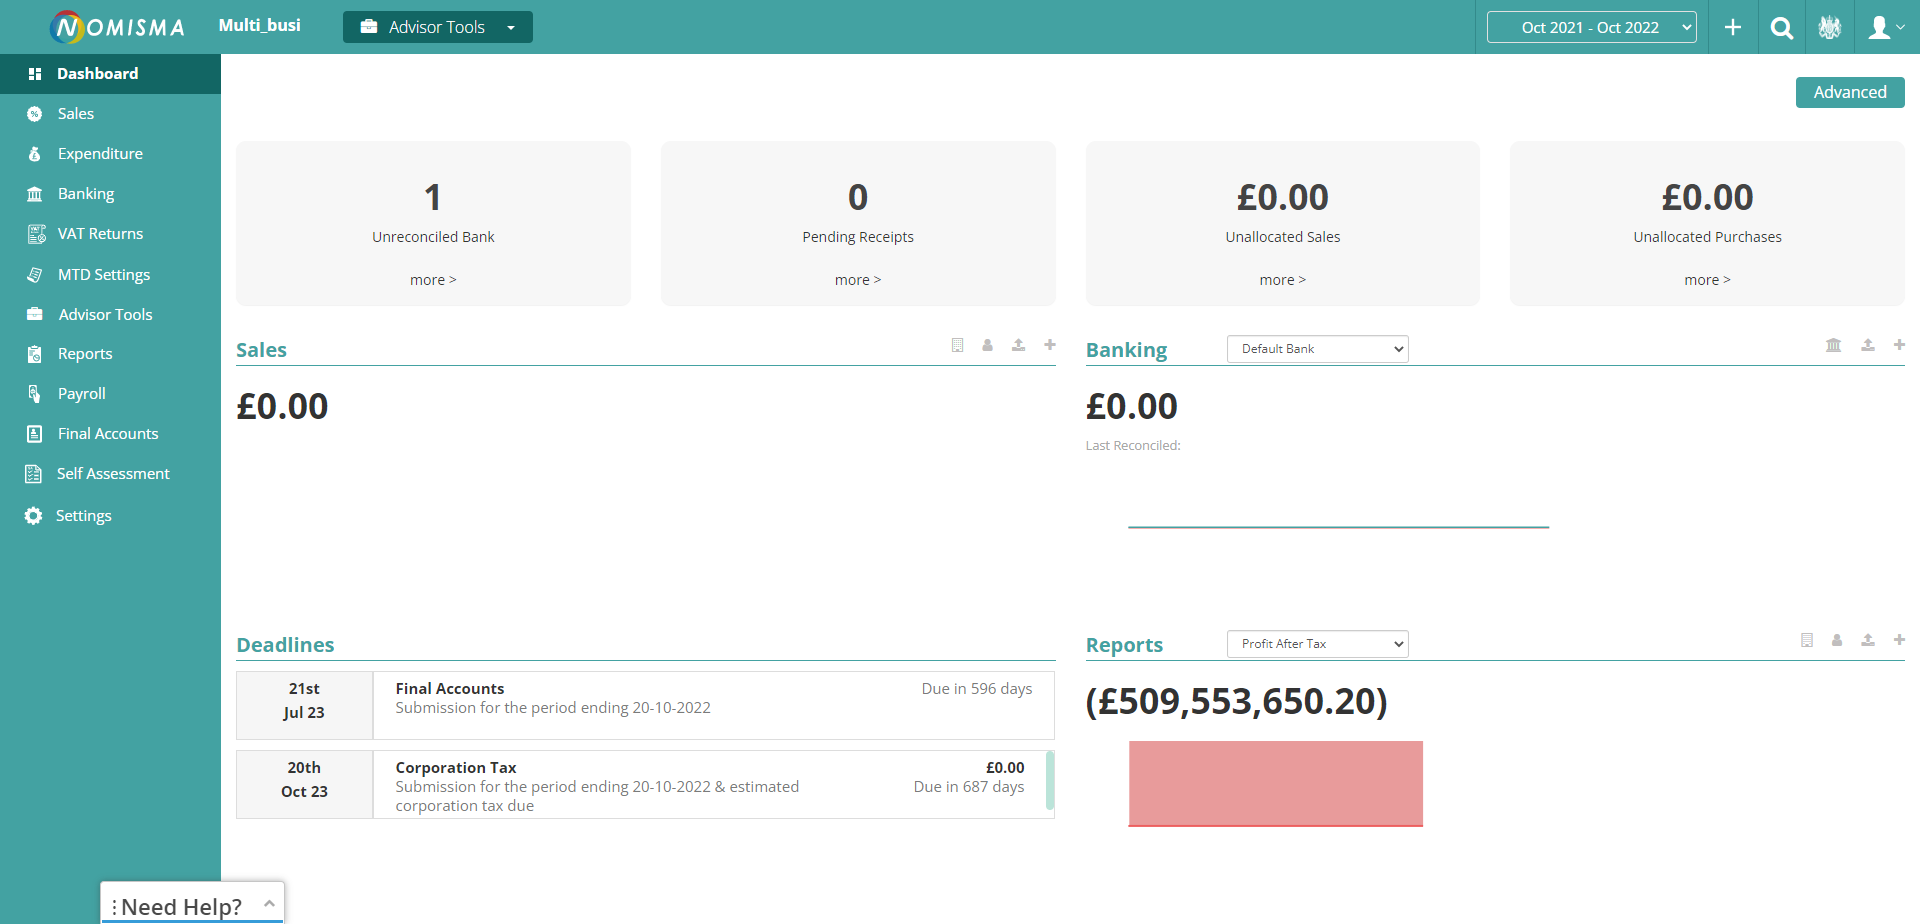 NOMISMA
Multi_busi
Advisor Tools
Oct 2021 - Oct 2022
Dashboard
Sales
Expenditure
Banking
VAT Returns
MTD Settings
Advisor Tools
Reports
Payroll
Final Accounts
Self Assessment
Settings
Advanced
1
Unreconciled Bank
more >
0
Pending Receipts
more >
£0.00
Unallocated Sales
more >
£0.00
Unallocated Purchases
more >
Sales
£0.00
Banking
Default Bank
£0.00
Last Reconciled:
Deadlines
21st
Jul 23
Final Accounts
Submission for the period ending 20-10-2022
Due in 596 days
20th
Oct 23
Corporation Tax
Submission for the period ending 20-10-2022 & estimated
corporation tax due
£0.00
Due in 687 days
Reports
Profit After Tax
(£509,553,650.20)
Need Help?